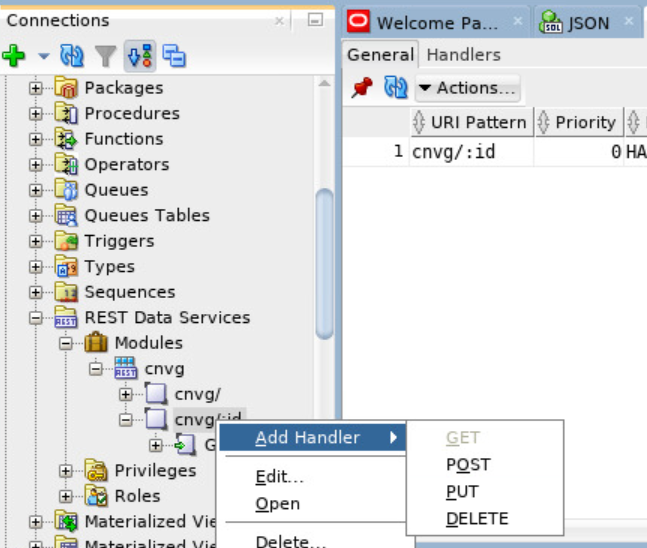 Connections
Packages
Procedures
Functions
Operators
Queues
Queues Tables
Triggers
Types
Sequences
REST Data Services
Modules
cnvg
cnvg/
cnvg/:id
G
Privileges
Roles
Materialized Vie
Materialized Vie
Add Handler
Edit...
Open
Delete...
GET
POST
PUT
DELETE
Welcome Pa...
JSON
General
Handlers
Actions...
URI Pattern
Priority
1 cnvg/:id 0 HA